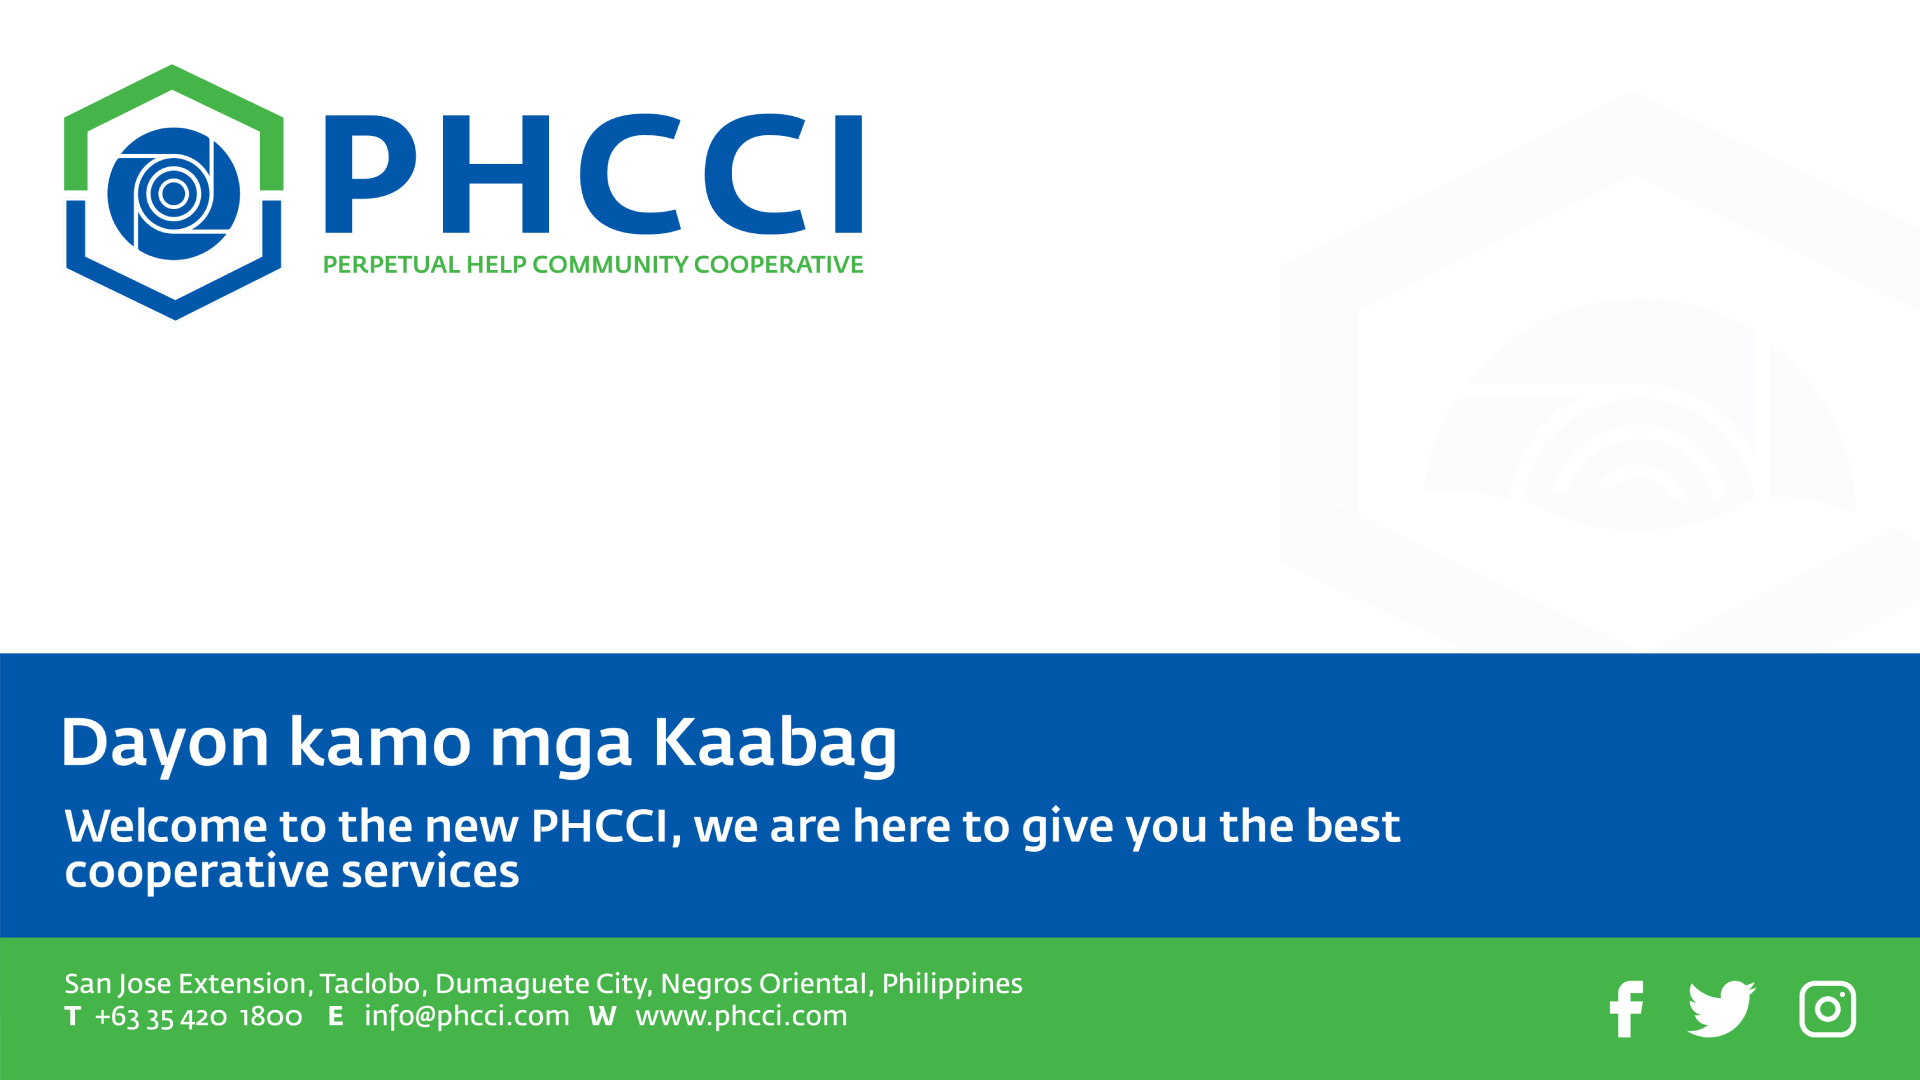 PHCCI
PERPETUAL HELP COMMUNITY COOPERATIVE
Dayon kamo mga Kaabag
Welcome to the new PHCCI, we are here to give you the best
cooperative services
San Jose Extension, Taclobo, Dumaguete City, Negros Oriental, Philippines
T +63 35 420 1800 E info@phcci.com W www.phcci.com